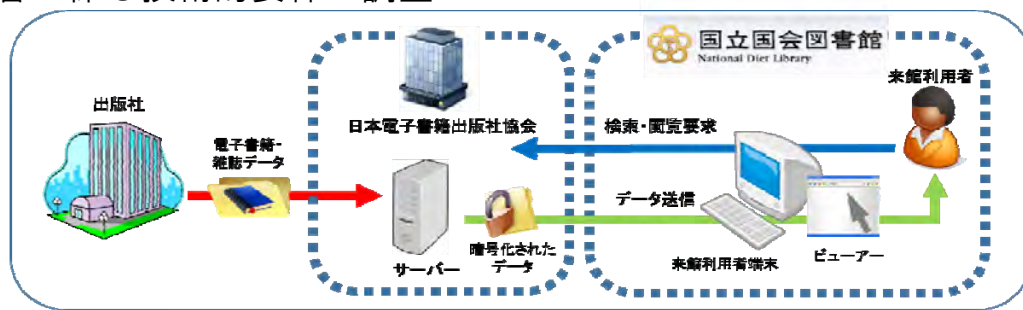 国立国会図書館
National Diet Library
来館利用者
出版社
日本電子書籍出版社協会
検索・閲覧要求
電子書籍・
雑誌データ
データ送信
サーバー
暗号化された
データ
来館利用者端末
ビューアー